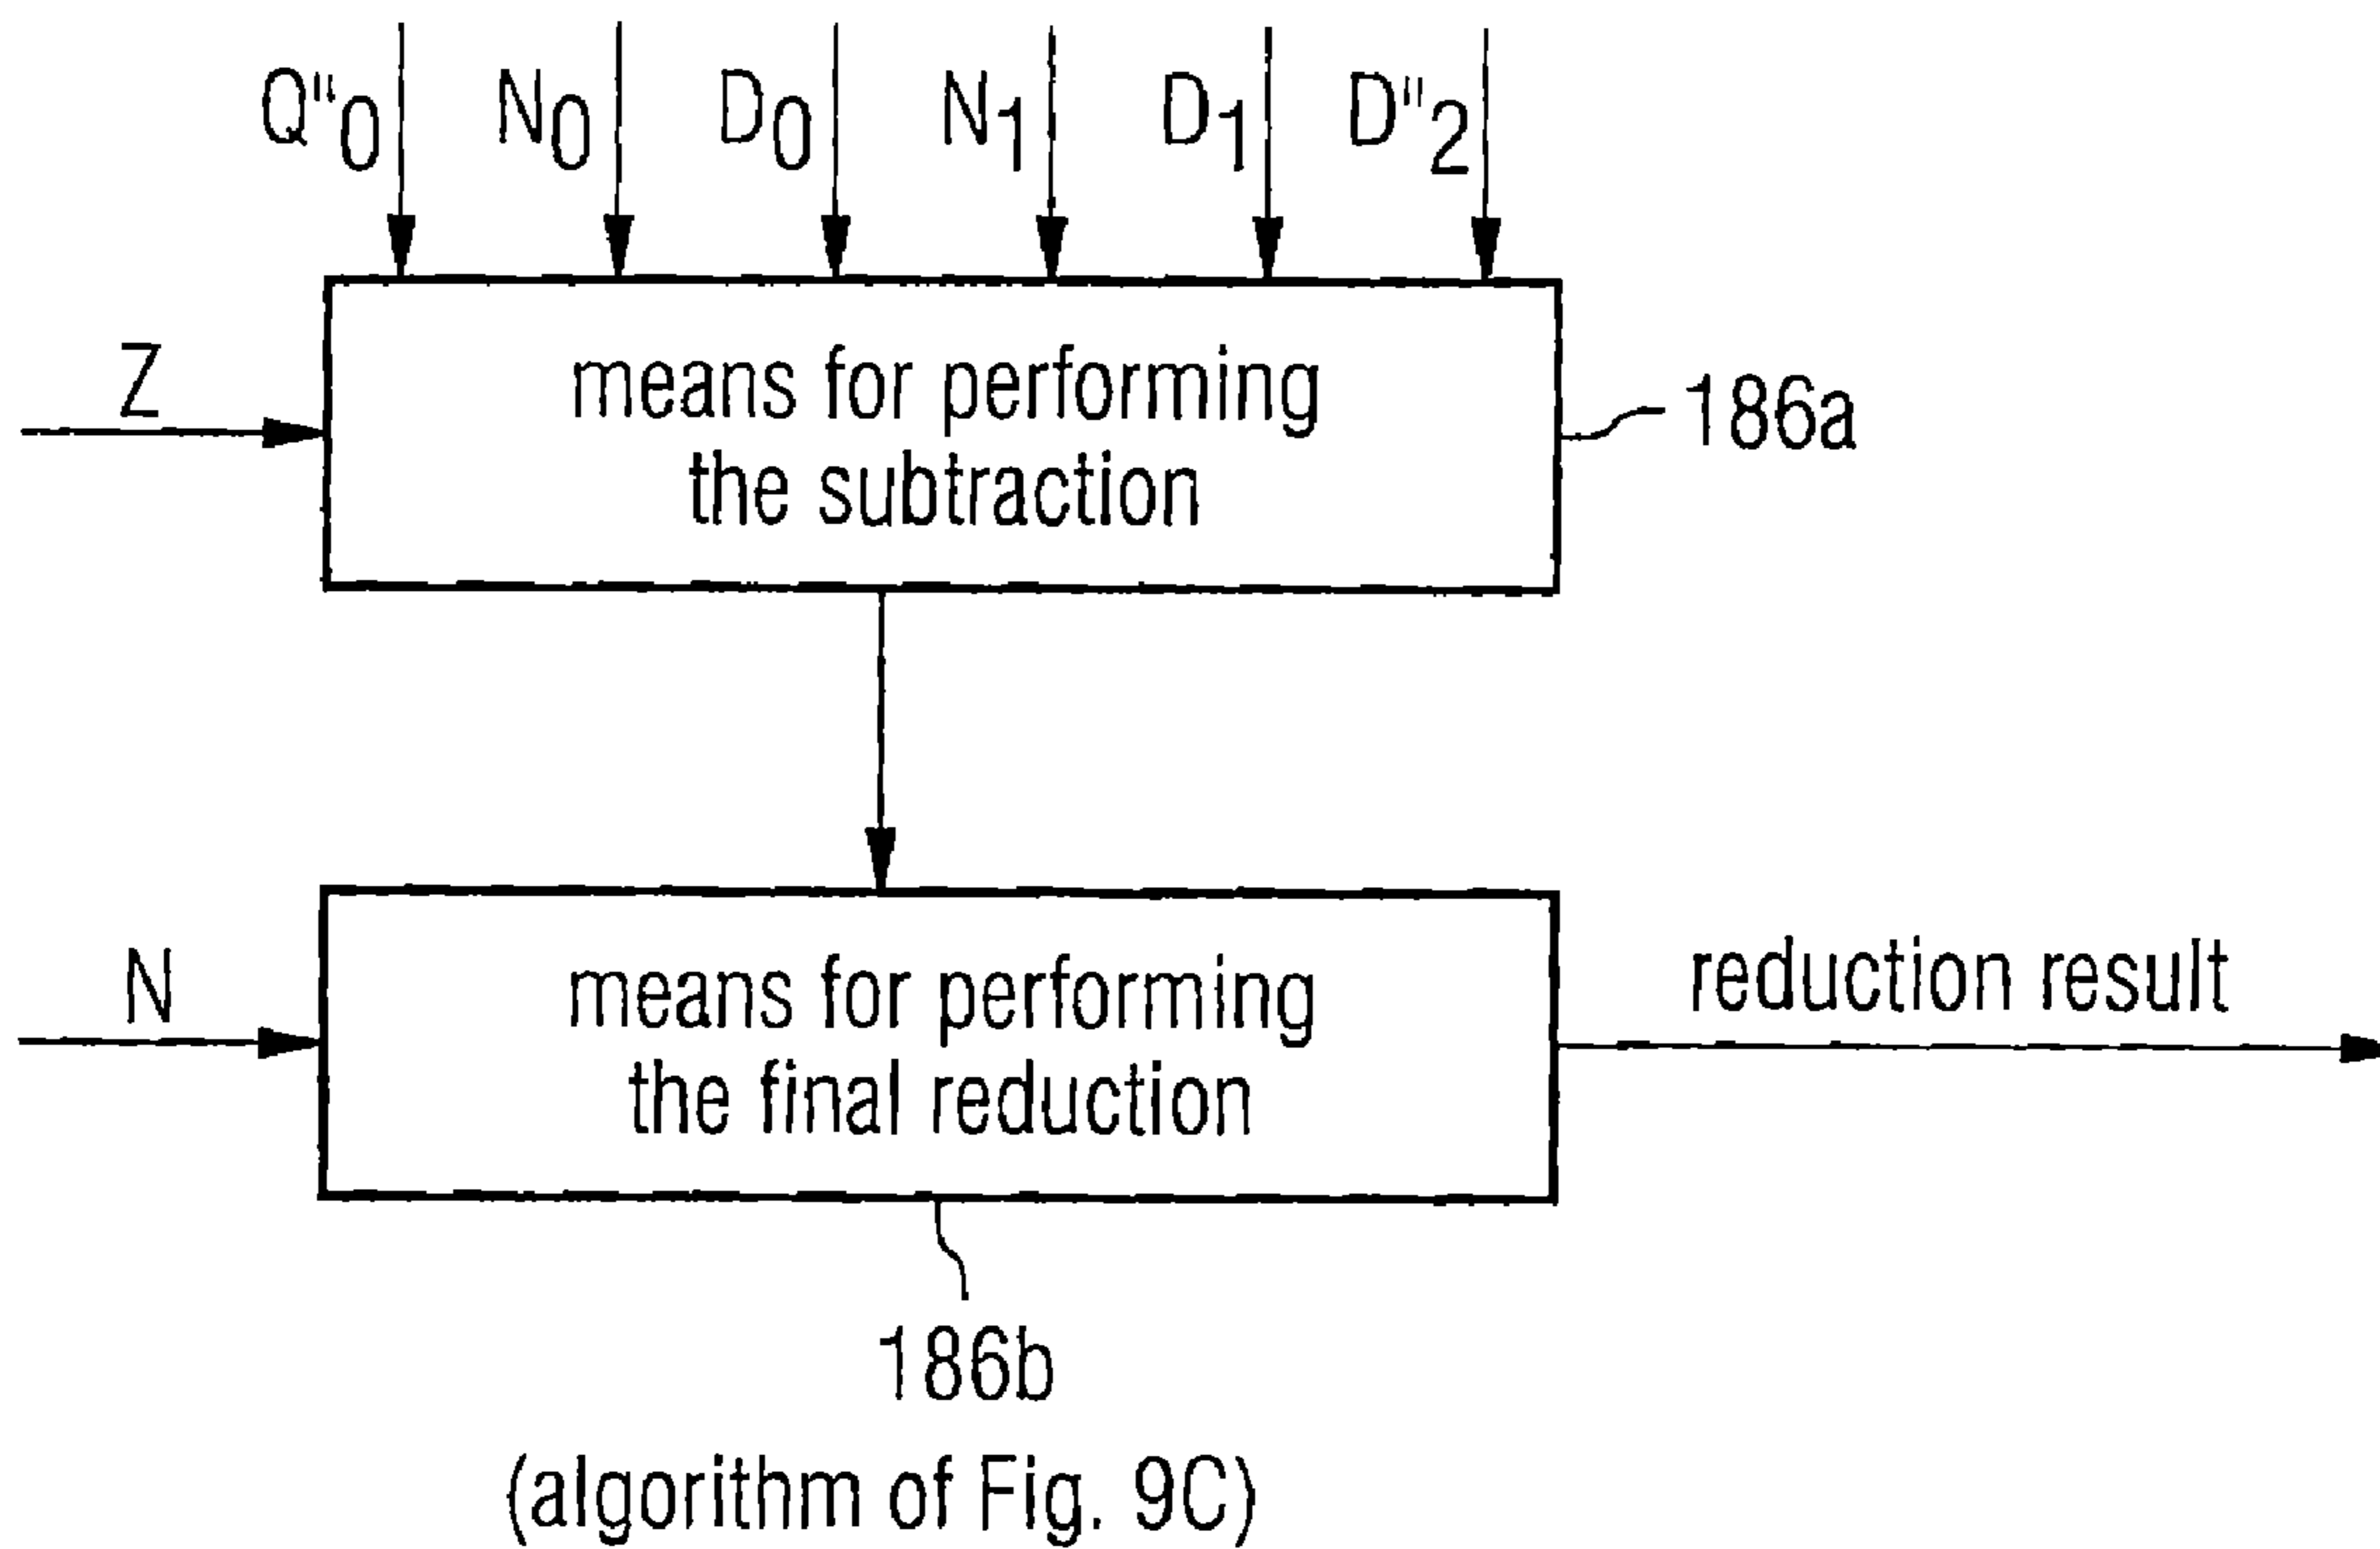 Q"0 N0 D0 N1 D1 D"2
Z
means for performing
the subtraction
186a
N
means for performing
the final reduction
reduction result
186b
(algorithm of Fig. 9C)